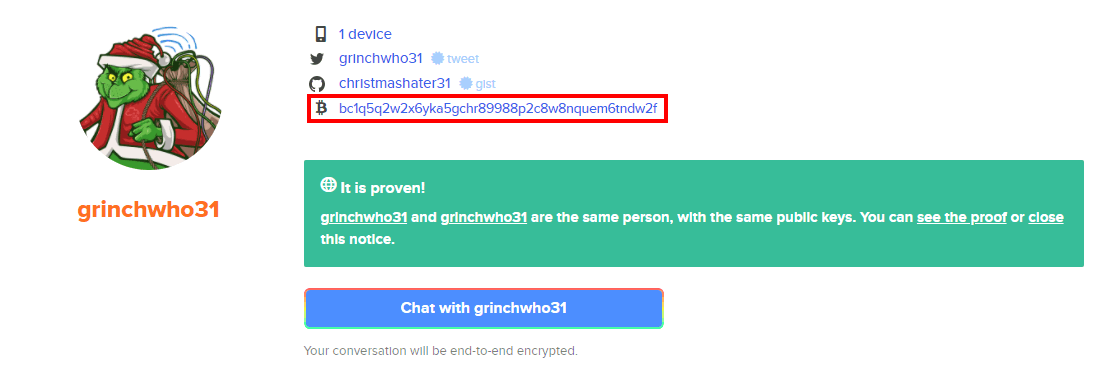 1 device
grinchwho31 tweet
christmashater31 gist
bc1q5q2w2x6yka5gchr89988p2c8w8nquem6tndw2f
grinchwho31
It is proven!
grinchwho31 and grinchwho31 are the same person, with the same public keys. You can see the proof or close
this notice.
Chat with grinchwho31
Your conversation will be end-to-end encrypted.